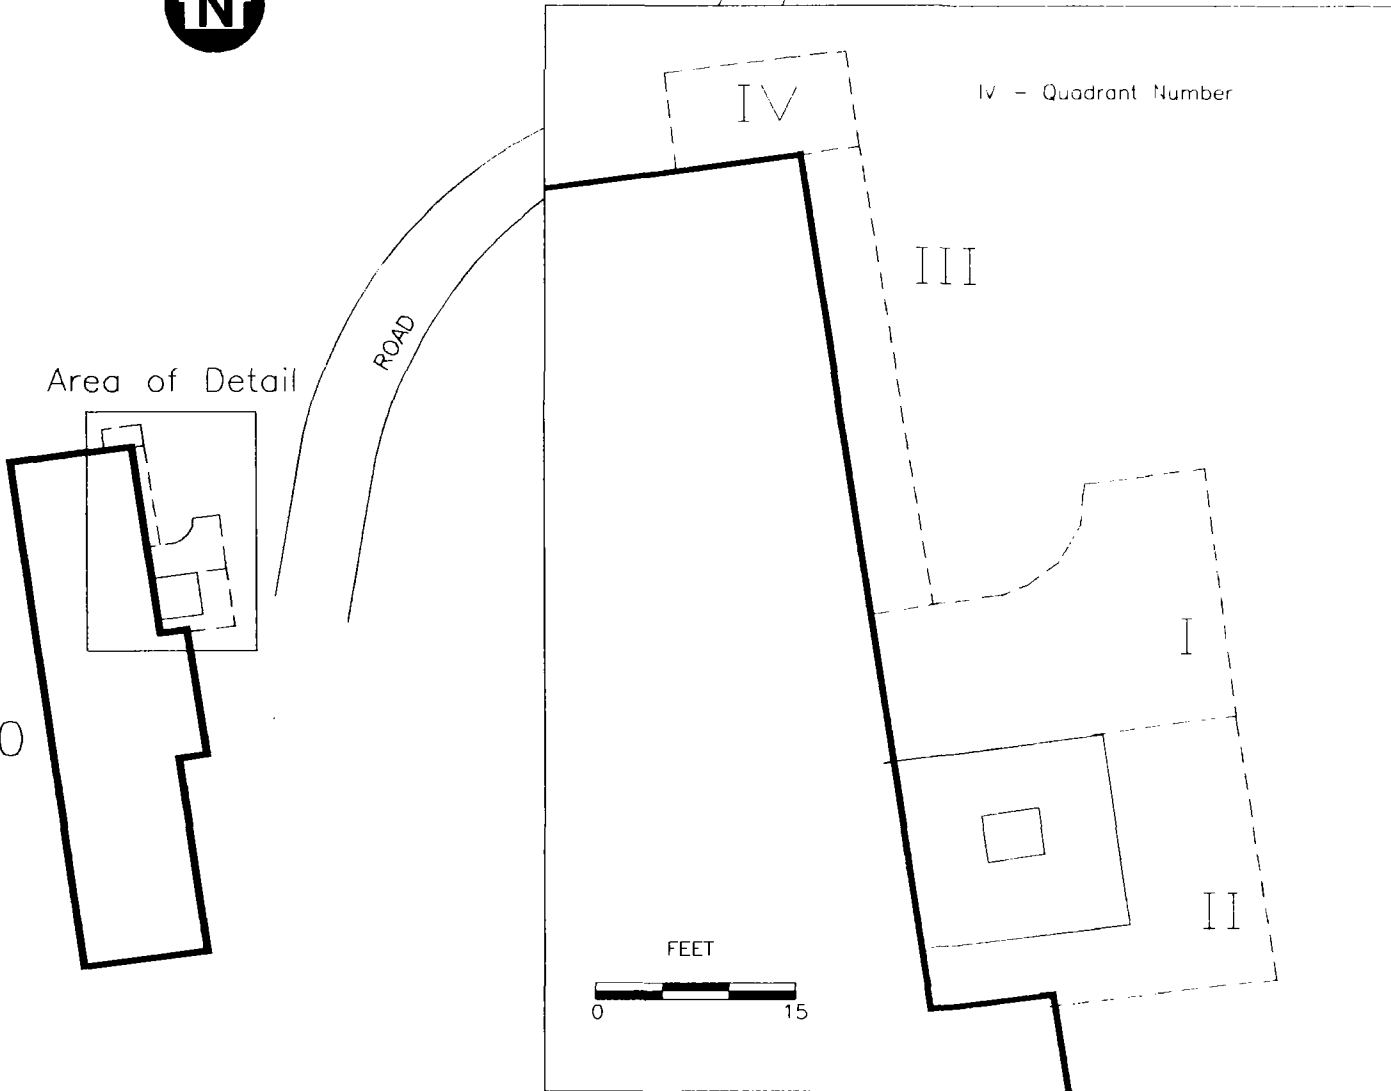 N
IV
IV - Quadrant Number
III
ROAD
Area of Detail
I
0
II
FEET
0 15